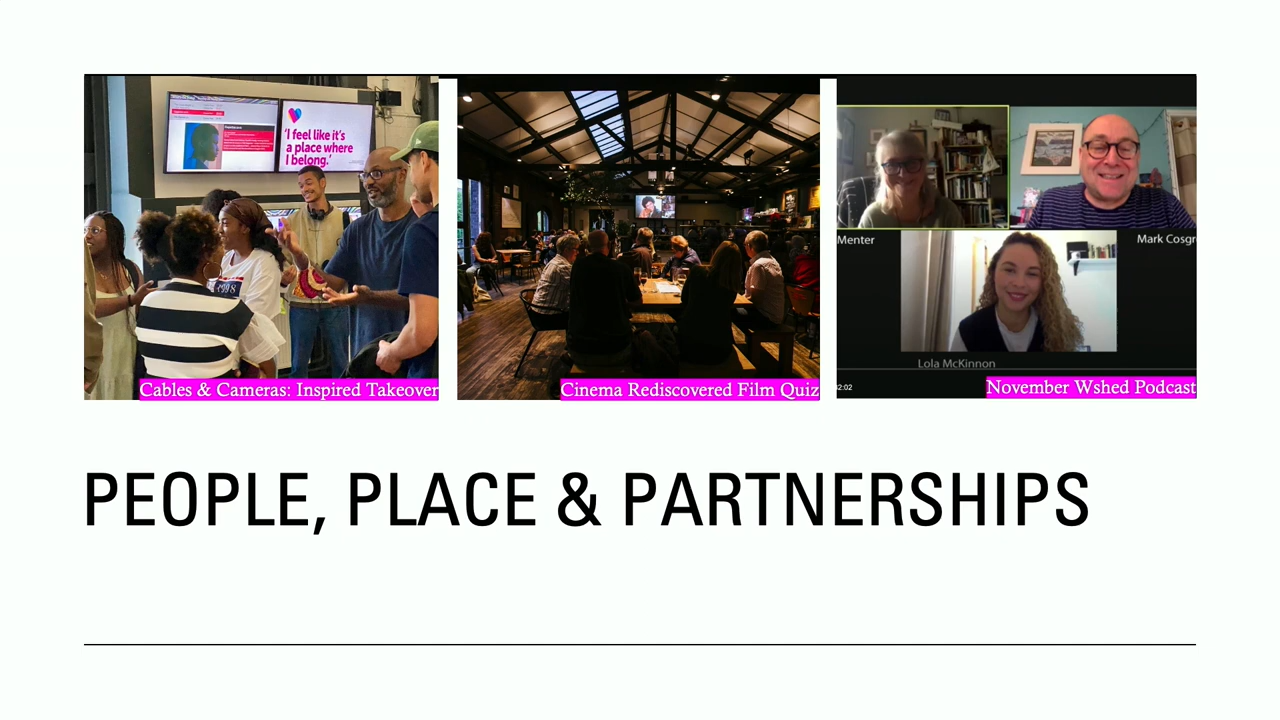 'I feel like it's
a place where
I belong.'
Cables & Cameras: Inspired Takeover
Cinema Rediscovered Film Quiz
Menter
Mark Cosgr
Lola McKinnon
November Wshed Podcast
PEOPLE, PLACE & PARTNERSHIPS